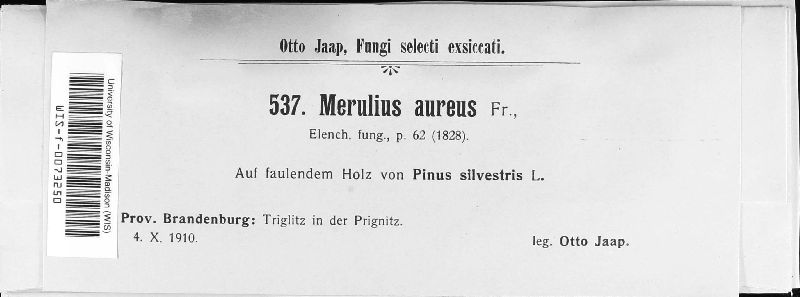 Otto Jaap, Fungi selecti exsiccati.
537. Merulius aureus Fr.,
Elench. fung., p. 62 (1828).
Auf faulendem Holz von Pinus silvestris L.
Prov. Brandenburg: Triglitz in der Prignitz.
4. X. 1910.
leg. Otto Jaap.
University of Wisconsin-Madison (WIS)
WIS-f-0073250